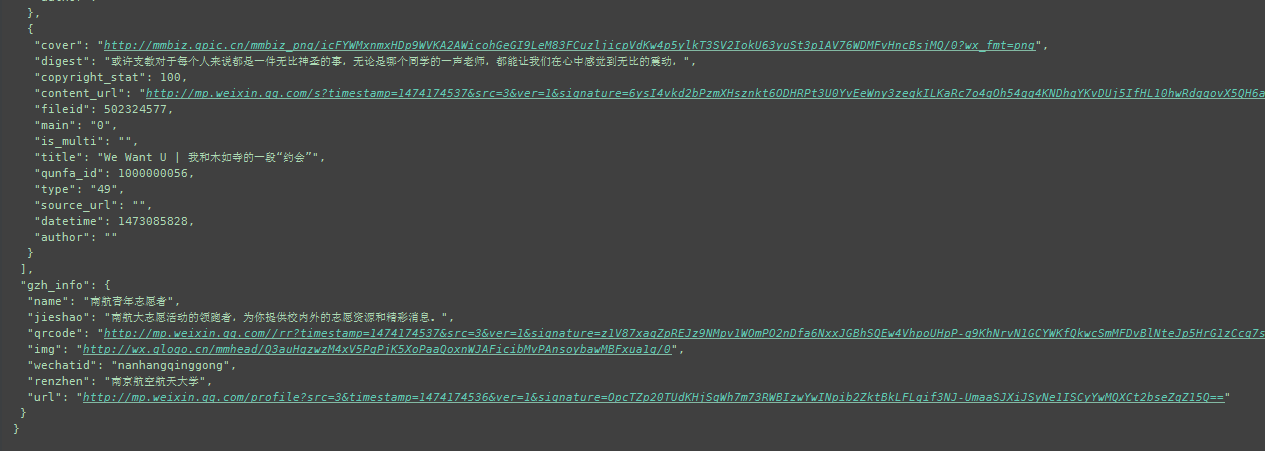 },
{
"cover": "http://mmbiz.qpic.cn/mmbiz_png/icFYWMxnmxHDp9WVKA2AWicohGeGI9LeM83FCuzljicpVdKw4p5ylkT3SV2IokU63yuSt3p1AV76WDMFvHncBsjMQ/0?wx_fmt=png",
"digest": "或许支教对于每个人来说都是一件无比神圣的事，无论是哪个同学的一声老师，都能让我们在心中感觉到无比的震动，",
"copyright_stat": 100,
"content_url": "http://mp.weixin.qq.com/s?timestamp=1474174537&src=3&ver=1&signature=6ysI4vkd2bPzmXHsznkt6ODHRPt3U0YvEeWny3zeqkILKaRc7o4qOh54gg4KNDhgYKvDUj5IfHL10hwRdqgovX5QH6a
"fileid": 502324577,
"main": "0",
"is_multi": "",
"title": "We Want U | 我和木如寺的一段“约会”",
"qunfa_id": 1000000056,
"type": "49",
"source_url": "",
"datetime": 1473085828,
"author": ""
}
],
"gzh_info": {
"name": "南航青年志愿者",
"jieshao": "南航大志愿活动的领跑者，为你提供校内外的志愿资源和精彩消息。",
"qrcode": "http://mp.weixin.qq.com//rr?timestamp=1474174537&src=3&ver=1&signature=z1V87xagZpREJz9NMpv1WOmPO2nDfa6NxxJGBhSQEw4VhpoUHpP-q9KhNrvN1GCYWKfQkwcSmMFDvBlNteJp5HrG1zCcq7s
"img": "http://wx.qlogo.cn/mmhead/Q3auHgzwzM4xV5PgPjK5XoPaaQoxnWJAFicibMvPAnsoybawMBFxua1g/0",
"wechatid": "nanhangqinggong",
"renzhen": "南京航空航天大学",
"url": "http://mp.weixin.qq.com/profile?src=3&timestamp=1474174536&ver=1&signature=OpcTZp20TUdKHjSqWh7m73RWBIzwYwINpib2ZktBkLFLqif3NJ-UmaaSJXiJSyNe1ISCyYwMQXCt2bseZgZ15Q=="
}
}